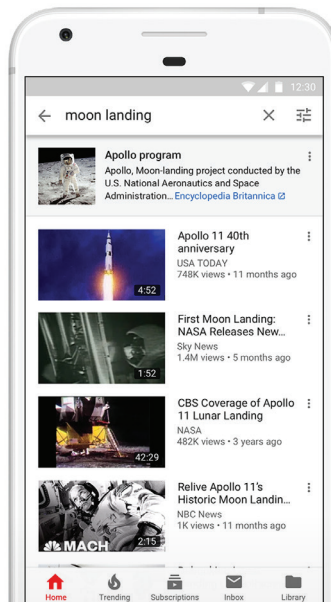 12:30
moon landing
Apollo program
Apollo, Moon-landing project conducted by the
U.S. National Aeronautics and Space
Administration... Encyclopedia Britannica
Apollo 11 40th
anniversary
USA TODAY
748K views • 11 months ago
4:52
First Moon Landing:
NASA Releases New...
Sky News
1.4M views • 5 months ago
1:52
CBS Coverage of Apollo
11 Lunar Landing
NASA
482K views • 3 years ago
42:29
Relive Apollo 11's
Historic Moon Landin...
NBC News
1K views • 11 months ago
MACH
2:15
Home
Trending
Subscriptions
Inbox
Library